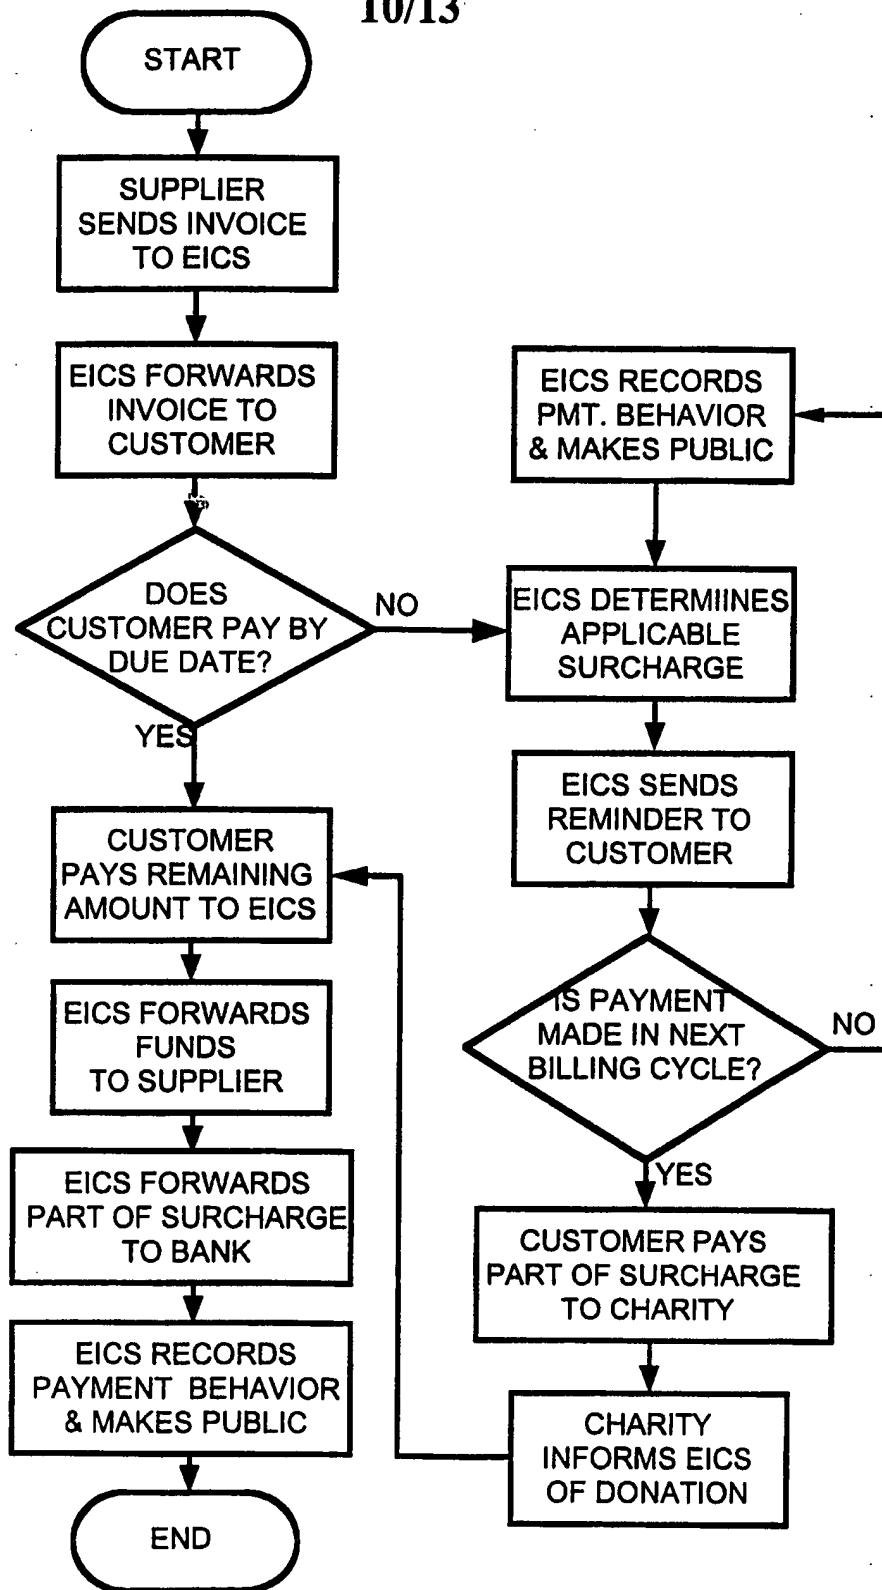 10/13
START
SUPPLIER
SENDS INVOICE
TO EICS
EICS FORWARDS
INVOICE TO
CUSTOMER
DOES
CUSTOMER PAY BY
DUE DATE?
NO
YES
CUSTOMER
PAYS REMAINING
AMOUNT TO EICS
EICS FORWARDS
FUNDS
TO SUPPLIER
EICS FORWARDS
PART OF SURCHARGE
TO BANK
EICS RECORDS
PAYMENT BEHAVIOR
& MAKES PUBLIC
END
EICS RECORDS
PMT. BEHAVIOR
& MAKES PUBLIC
EICS DETERMIINES
APPLICABLE
SURCHARGE
EICS SENDS
REMINDER TO
CUSTOMER
IS PAYMENT
MADE IN NEXT
BILLING CYCLE?
NO
YES
CUSTOMER PAYS
PART OF SURCHARGE
TO CHARITY
CHARITY
INFORMS EICS
OF DONATION